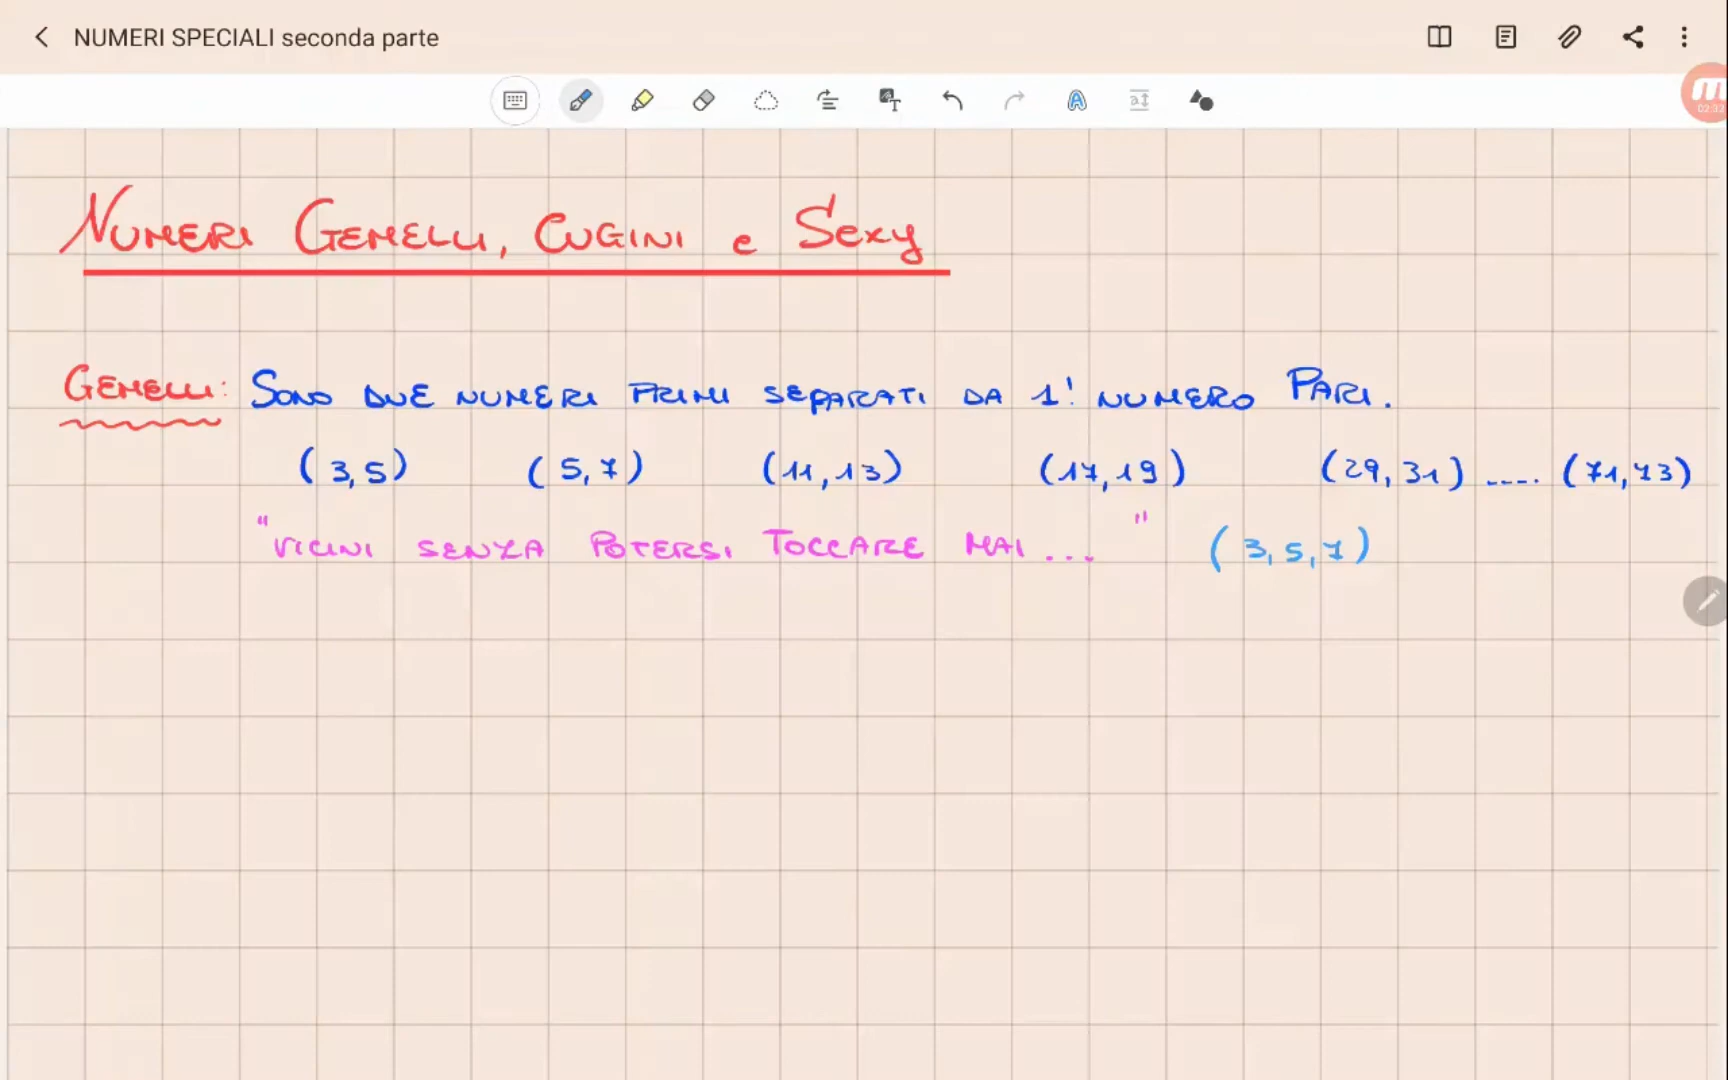 NUMERI SPECIALI seconda parte
02:32
NUMERI GEMELLI, CUGINI e SEXY
GEMELLI: SONO DUE NUMERI PRIMI SEPARATI DA 1! NUMERO PARI.
(3,5) (5,7) (11,13) (17,19) (29,31) .... (71,73)
"VICINI SENZA POTERSI TOCCARE MAI ..." (3,5,7)